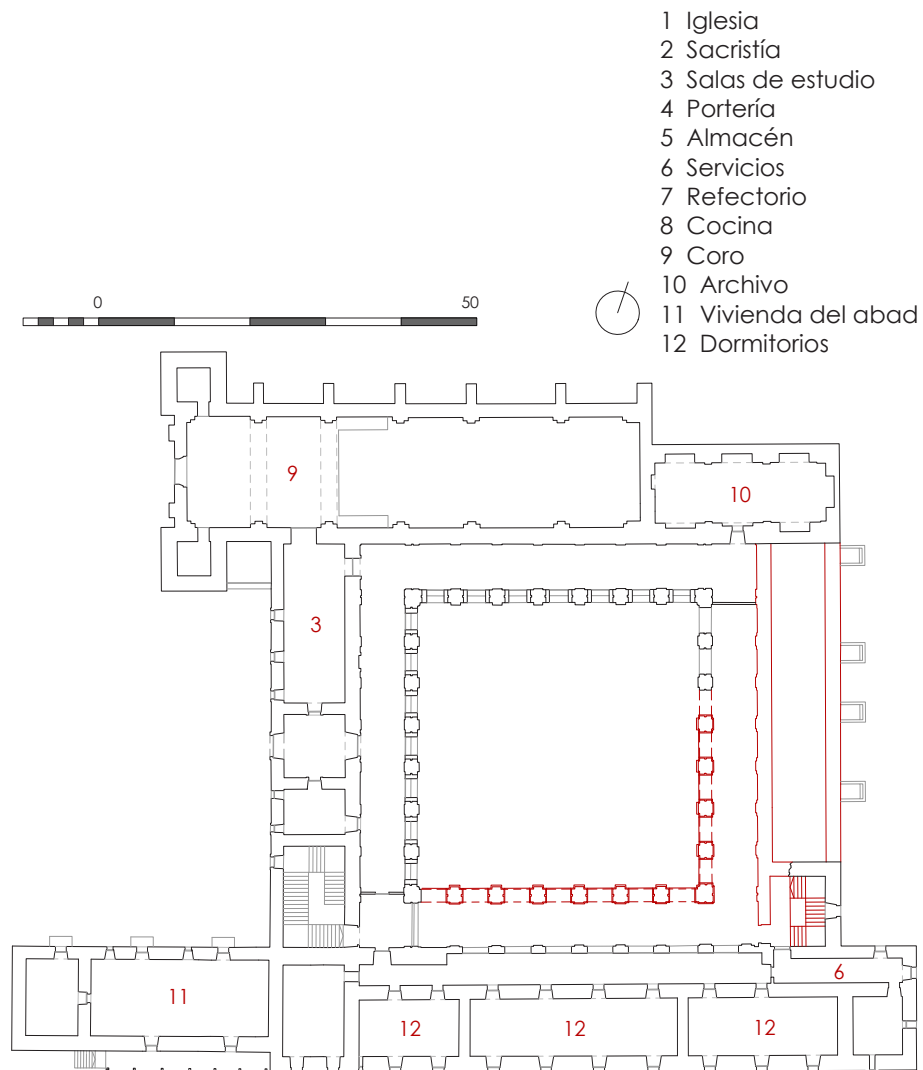 1 Iglesia
2 Sacristía
3 Salas de estudio
4 Portería
5 Almacén
6 Servicios
7 Refectorio
8 Cocina
9 Coro
10 Archivo
11 Vivienda del abad
12 Dormitorios
0 50
9
10
3
6
11
12 12 12